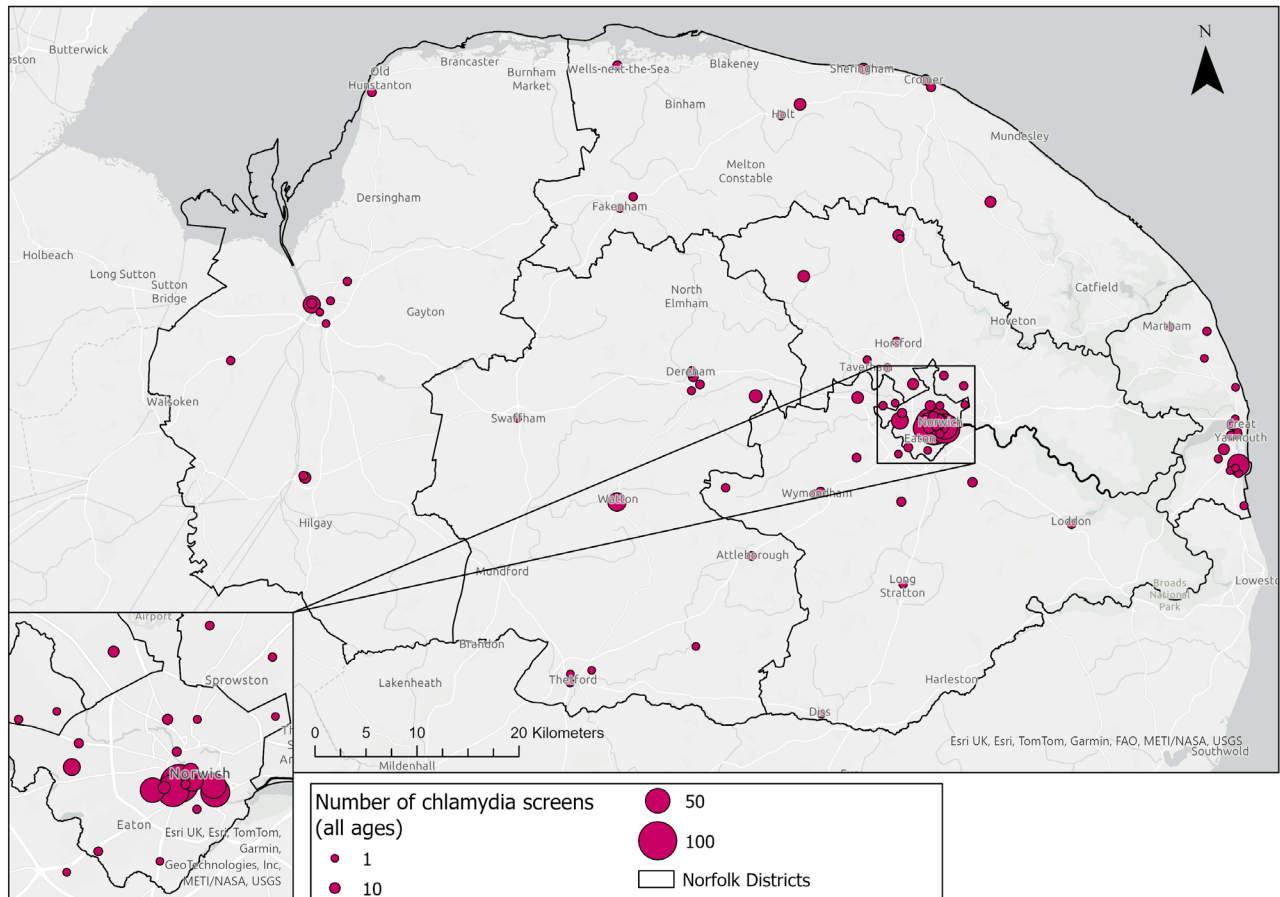 Butterwick
oston
Old
Hunstanton
Brancaster
Burnham
Market
Wells-next-the-Sea
Blakeney
Sheringham
Cromer
N
Binham
Holt
Mundesley
Melton
Constable
Dersingham
Fakenham
Holbeach
Long Sutton
Sutton
Bridge
North
Elmham
Catfield
Gayton
Hoveton
Martham
Horsford
Taverham
Dereham
Walsoken
Swaffham
Norwich
Eaton
Great
Yarmouth
Watton
Wymondham
Hilgay
Loddon
Attleborough
Mundford
Long
Stratton
Broads
National
Park
Lowesto
Brandon
Lakenheath
Thetford
Harleston
Diss
0 5 10 20 Kilometers
Mildenhall
Esri UK, Esri, TomTom, Garmin, FAO, METI/NASA, USGS
Southwold
Airport
Sprowston
Th
S
An
Norwich
Eaton
Esri UK, Esri, TomTom,
Garmin,
GeoTechnologies, Inc,
METI/NASA, USGS
Number of chlamydia screens
(all ages)
1
10
50
100
Norfolk Districts